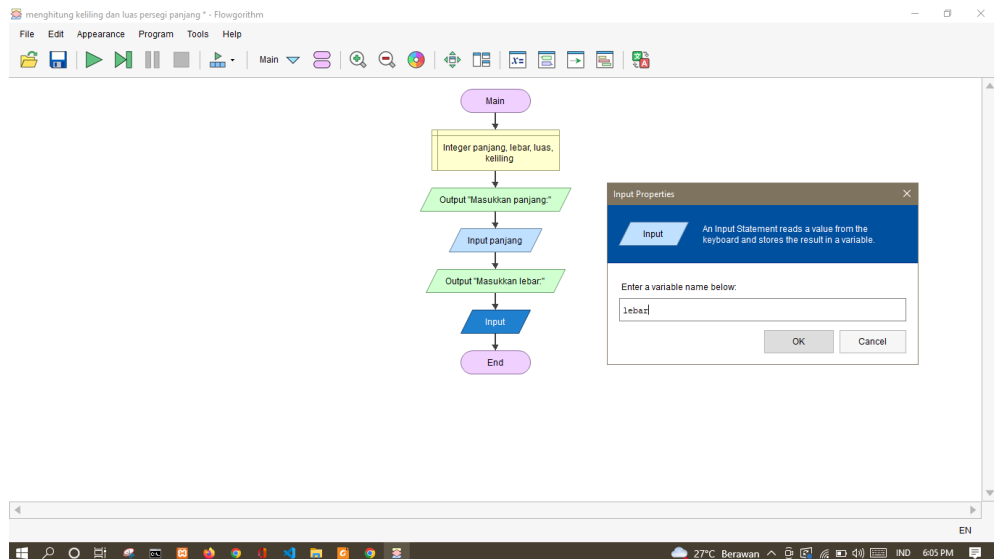 menghitung keliling dan luas persegi panjang * - Flowgorithm
File Edit Appearance Program Tools Help
Main
x=
Main
Integer panjang, lebar, luas,
keliling
Output "Masukkan panjang:"
Input panjang
Output "Masukkan lebar:"
Input
End
Input Properties
Input
An Input Statement reads a value from the
keyboard and stores the result in a variable.
Enter a variable name below:
lebar
OK Cancel
EN
27°C Berawan IND 6:05 PM